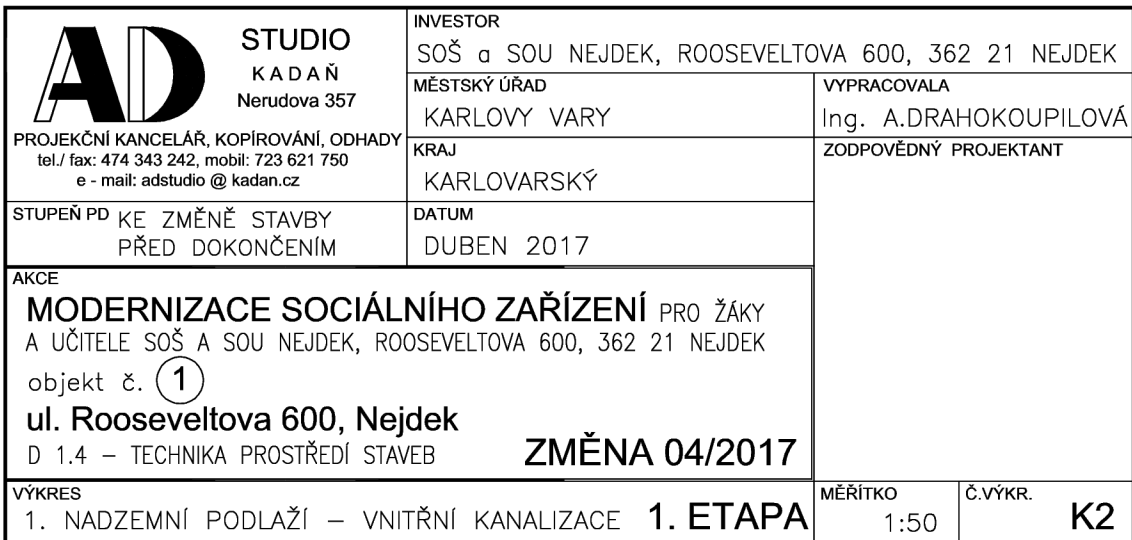 AD
STUDIO
KADAŇ
Nerudova 357
PROJEKČNÍ KANCELÁŘ, KOPÍROVÁNÍ, ODHADY
tel./ fax: 474 343 242, mobil: 723 621 750
e - mail: adstudio @ kadan.cz
INVESTOR
SOŠ a SOU NEJDEK, ROOSEVELTOVA 600, 362 21 NEJDEK
MĚSTSKÝ ÚŘAD
KARLOVY VARY
VYPRACOVALA
Ing. A.DRAHOKOUPILOVÁ
KRAJ
KARLOVARSKÝ
ZODPOVĚDNÝ PROJEKTANT
STUPEŇ PD KE ZMĚNĚ STAVBY
PŘED DOKONČENÍM
DATUM
DUBEN 2017
AKCE
MODERNIZACE SOCIÁLNÍHO ZAŘÍZENÍ PRO ŽÁKY
A UČITELE SOŠ A SOU NEJDEK, ROOSEVELTOVA 600, 362 21 NEJDEK
objekt č. 1
ul. Rooseveltova 600, Nejdek
D 1.4 – TECHNIKA PROSTŘEDÍ STAVEB ZMĚNA 04/2017
VÝKRES
1. NADZEMNÍ PODLAŽÍ – VNITŘNÍ KANALIZACE 1. ETAPA
MĚŘÍTKO
1:50
Č.VÝKR.
K2